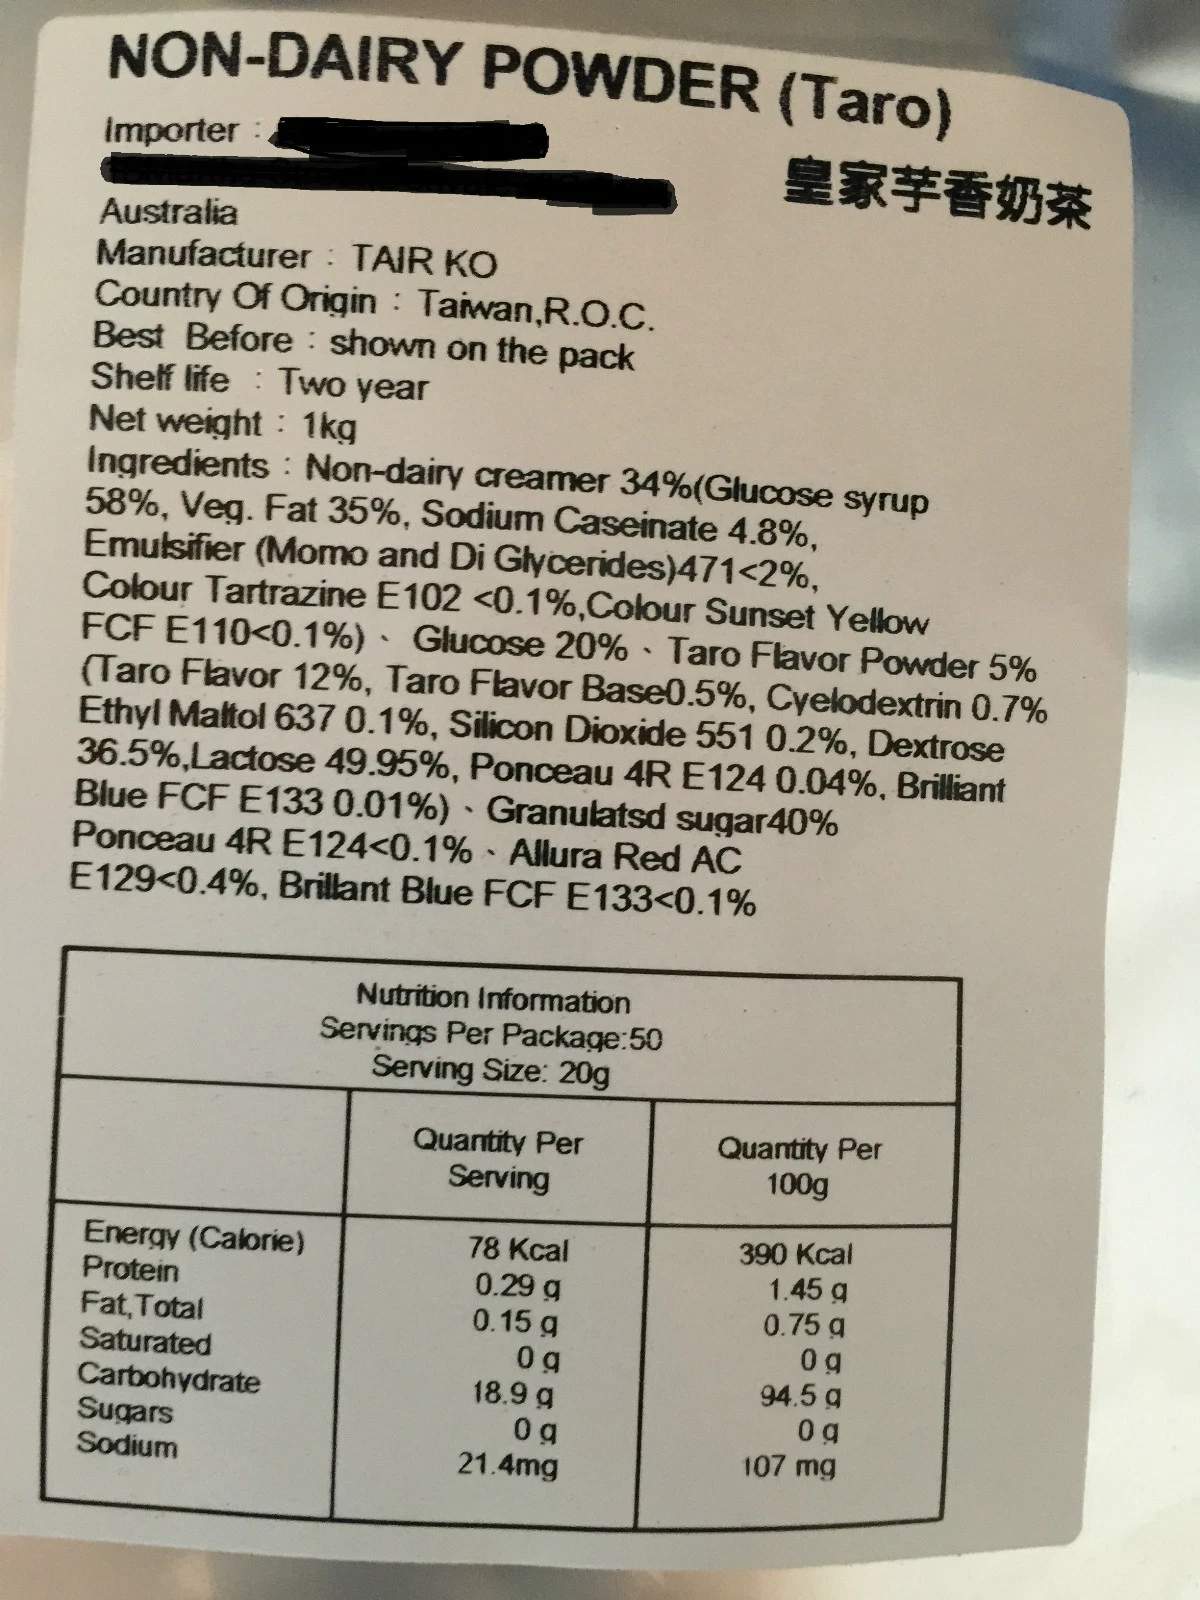 NON-DAIRY POWDER (Taro)
Importer :
皇家芋香奶茶
Australia
Manufacturer : TAIR KO
Country Of Origin : Taiwan,R.O.C.
Best Before : shown on the pack
Shelf life : Two year
Net weight : 1kg
Ingredients : Non-dairy creamer 34%(Glucose syrup
58%, Veg. Fat 35%, Sodium Caseinate 4.8%,
Emulsifier (Momo and Di Glycerides)471<2%,
Colour Tartrazine E102 <0.1%,Colour Sunset Yellow
FCF E110<0.1%)、 Glucose 20%、Taro Flavor Powder 5%
(Taro Flavor 12%, Taro Flavor Base0.5%, Cyelodextrin 0.7%
Ethyl Maltol 637 0.1%, Silicon Dioxide 551 0.2%, Dextrose
36.5%,Lactose 49.95%, Ponceau 4R E124 0.04%, Brilliant
Blue FCF E133 0.01%)、Granulatsd sugar40%
Ponceau 4R E124<0.1%、Allura Red AC
E129<0.4%, Brillant Blue FCF E133<0.1%
Nutrition Information
Servings Per Package:50
Serving Size: 20g
Quantity Per Serving Quantity Per 100g
Energy (Calorie) 78 Kcal 390 Kcal
Protein 0.29 g 1.45 g
Fat,Total 0.15 g 0.75 g
Saturated 0 g 0 g
Carbohydrate 18.9 g 94.5 g
Sugars 0 g 0 g
Sodium 21.4mg 107 mg